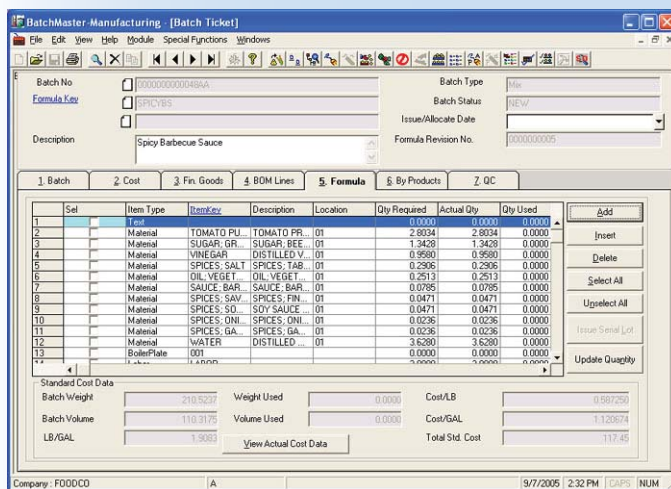 BatchMaster-Manufacturing - [Batch Ticket]
File Edit View Help Module Special Functions Windows
Batch No 0000000000048AA Batch Type Mix
Formula Key SPICYBS Batch Status NEW
Issue/Allocate Date
Description Spicy Barbecue Sauce Formula Revision No. 0000000005
1. Batch 2. Cost 3. Fin. Goods 4. BOM Lines 5. Formula 6. By Products 7. QC
Sel Item Type ItemKey Description Location Qty Required Actual Qty Qty Used
1 Text 0.0000 0.0000 0.0000
2 Material TOMATO PU... TOMATO PR... 01 2.8034 2.8034 0.0000
3 Material SUGAR; GR... SUGAR; BEE... 01 1.3428 1.3428 0.0000
4 Material VINEGAR DISTILLED V... 01 0.9580 0.9580 0.0000
5 Material SPICES; SALT SPICES; TAB... 01 0.2906 0.2906 0.0000
6 Material OIL; VEGET... OIL; VEGET... 01 0.2513 0.2513 0.0000
7 Material SAUCE; BAR... SAUCE; BAR... 01 0.0785 0.0785 0.0000
8 Material SPICES; SAV... SPICES; FIN... 01 0.0471 0.0471 0.0000
9 Material SPICES; SO... SOY SAUCE ... 01 0.0471 0.0471 0.0000
10 Material SPICES; ONI... SPICES; ONI... 01 0.0236 0.0236 0.0000
11 Material SPICES; GA... SPICES; GA... 01 0.0236 0.0236 0.0000
12 Material WATER DISTILLED ... 01 3.6280 3.6280 0.0000
13 BoilerPlate 001 0.0000 0.0000 0.0000
Add
Insert
Delete
Select All
Unselect All
Issue Serial Lot
Update Quantity
Standard Cost Data
Batch Weight 210.5237 Weight Used 0.0000 Cost/LB 0.587250
Batch Volume 110.3175 Volume Used 0.0000 Cost/GAL 1.120674
LB/GAL 1.9083 View Actual Cost Data Total Std. Cost 117.45
Company : FOODCO A 9/7/2005 2:32 PM CAPS NUM